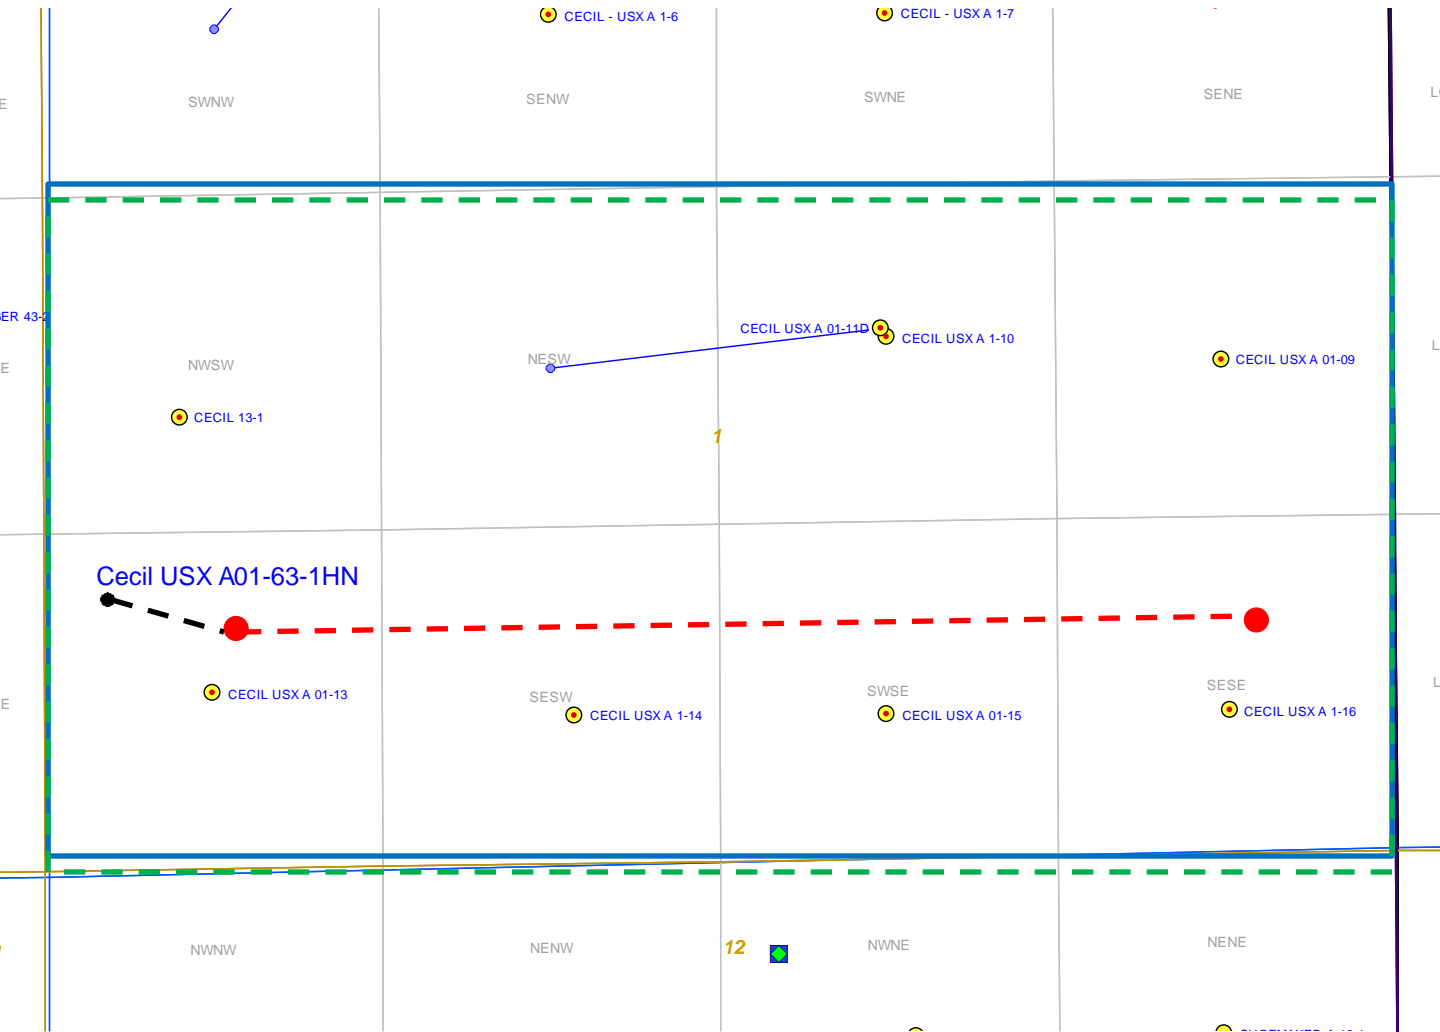 CECIL - USX A 1-6
CECIL - USX A 1-7
SWNW
SENW
SWNE
SENE
E
CECIL USX A 01-11D
CECIL USX A 1-10
CECIL USX A 01-09
ER 43-2
NWSW
NESW
E
L
CECIL 13-1
1
Cecil USX A01-63-1HN
CECIL USX A 01-13
SESW
CECIL USX A 1-14
SWSE
CECIL USX A 01-15
SESE
CECIL USX A 1-16
E
L
NWNW
NENW
12
NWNE
NENE